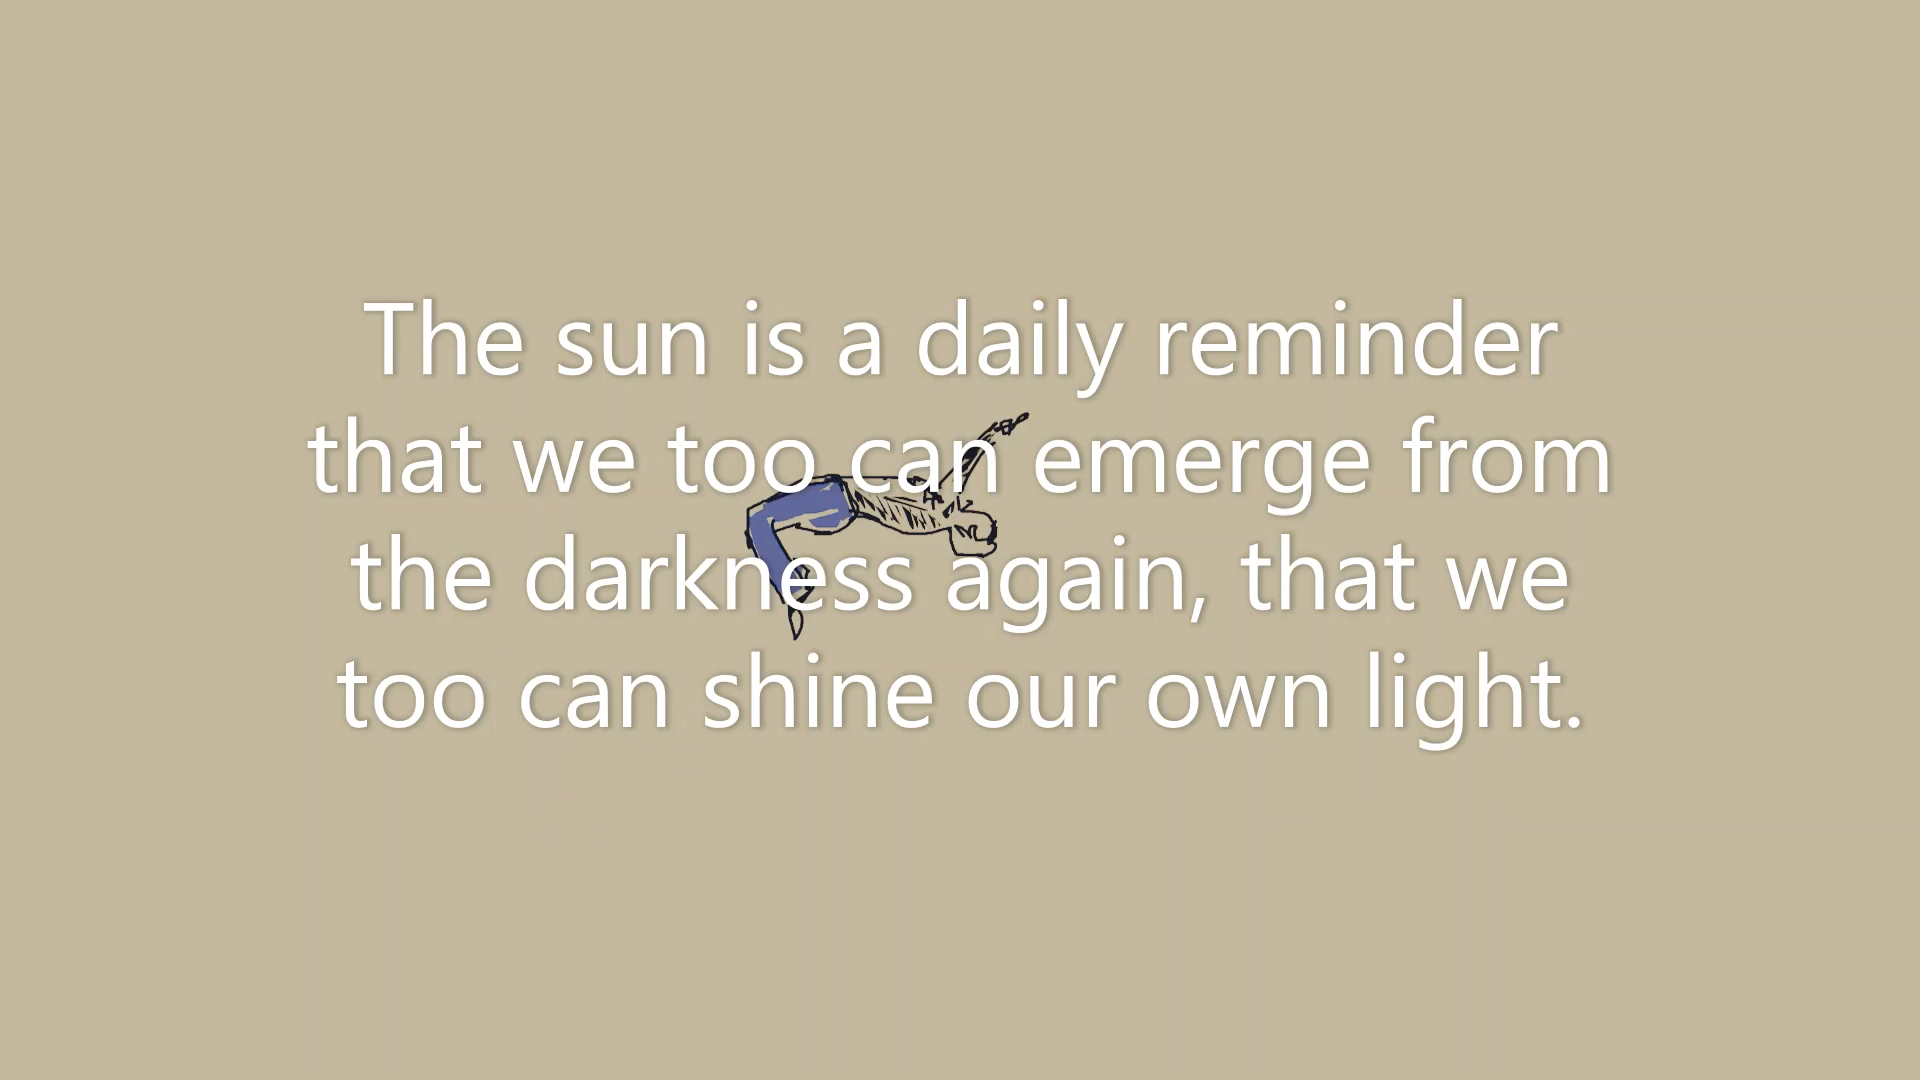 The sun is a daily reminder
that we too can emerge from
the darkness again, that we
too can shine our own light.